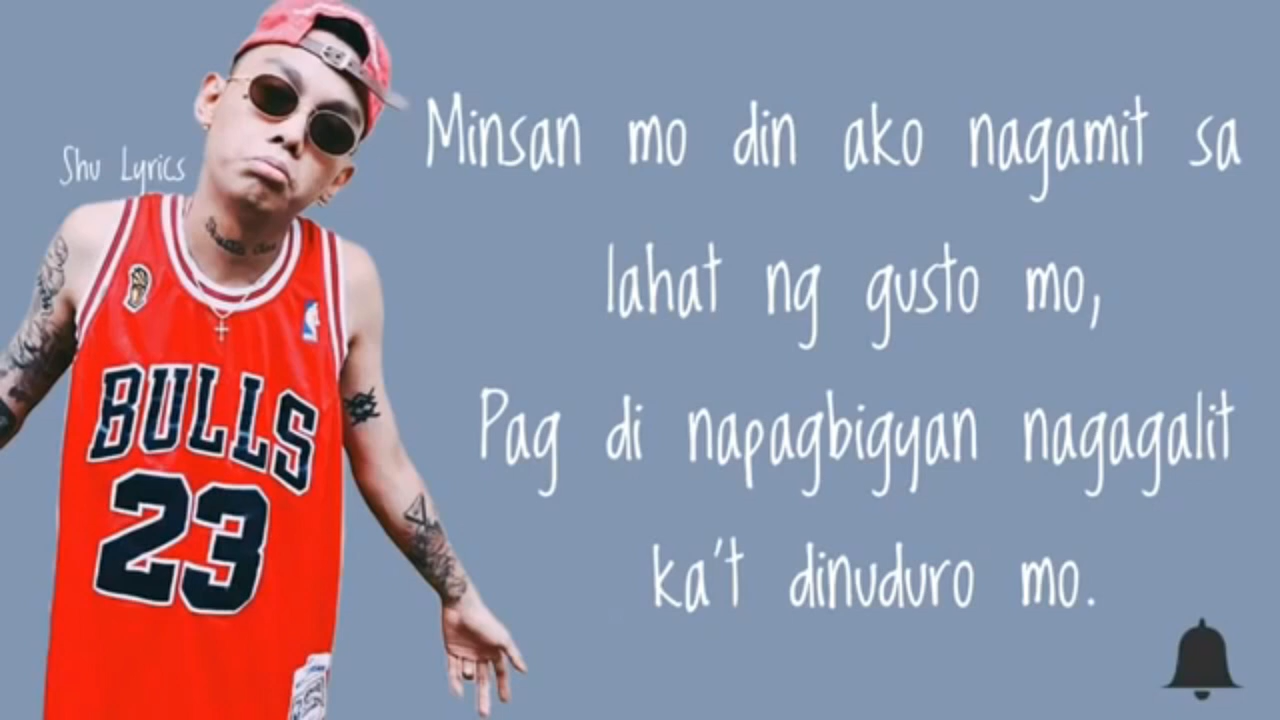 Shu Lyrics
Minsan mo din ako nagamit sa
lahat ng gusto mo,
Pag di napagbigyan nagagalit
ka't dinuduro mo.
BULLS
23